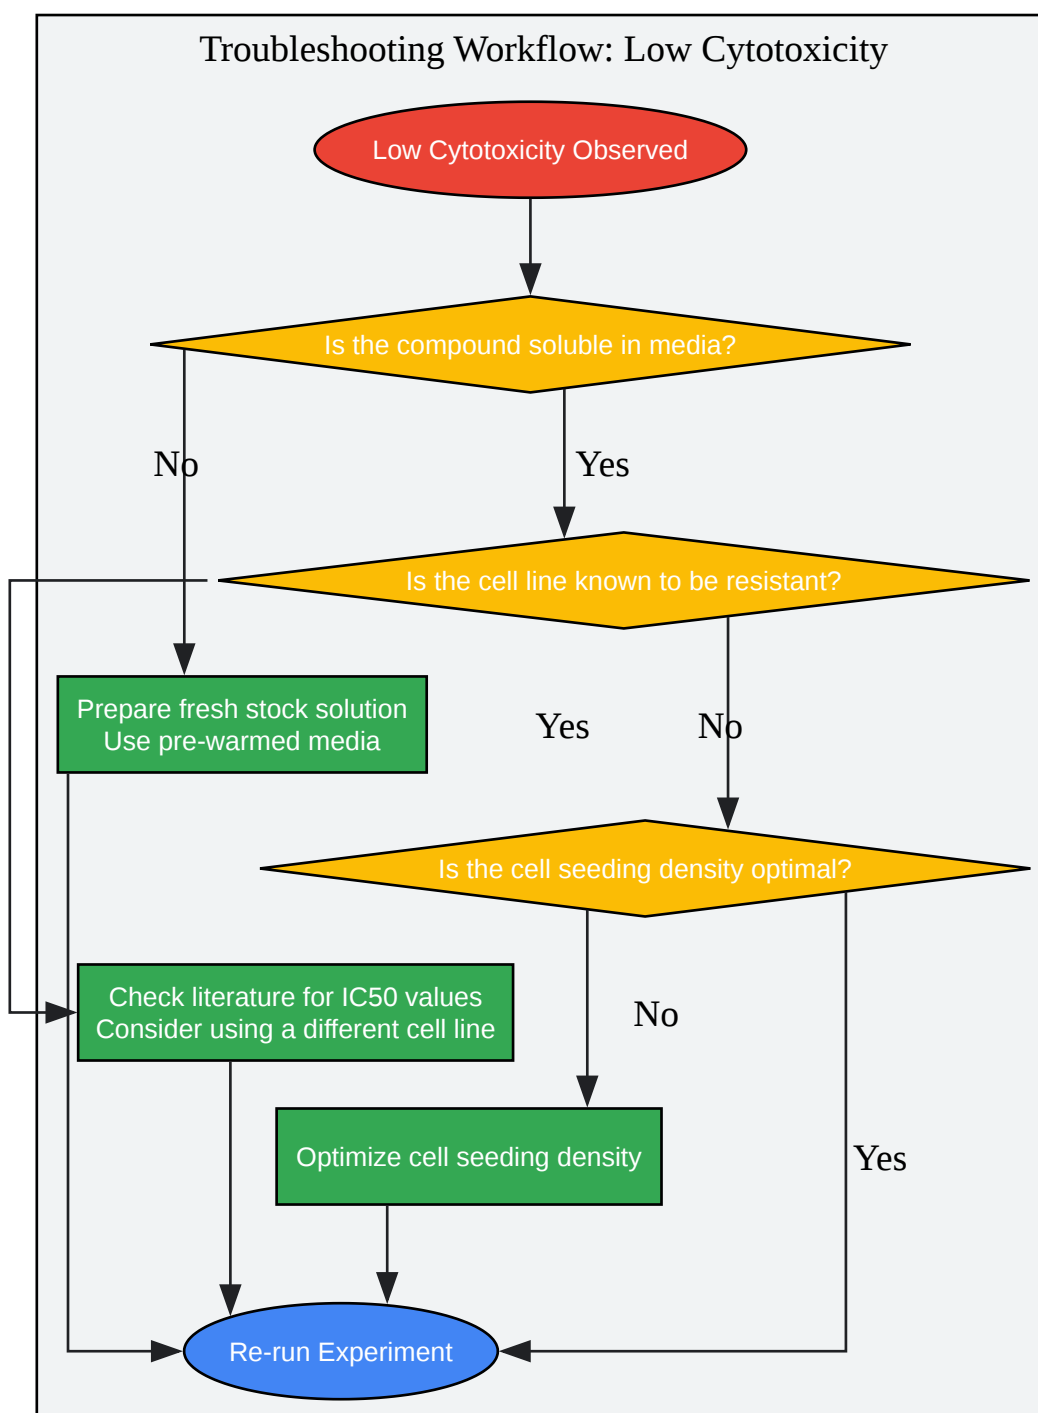 Troubleshooting Workflow: Low Cytotoxicity
Low Cytotoxicity Observed
Is the compound soluble in media?
No
Yes
Is the cell line known to be resistant?
Prepare fresh stock solution
Use pre-warmed media
Yes
No
Is the cell seeding density optimal?
Check literature for IC50 values
Consider using a different cell line
No
Optimize cell seeding density
Yes
Re-run Experiment